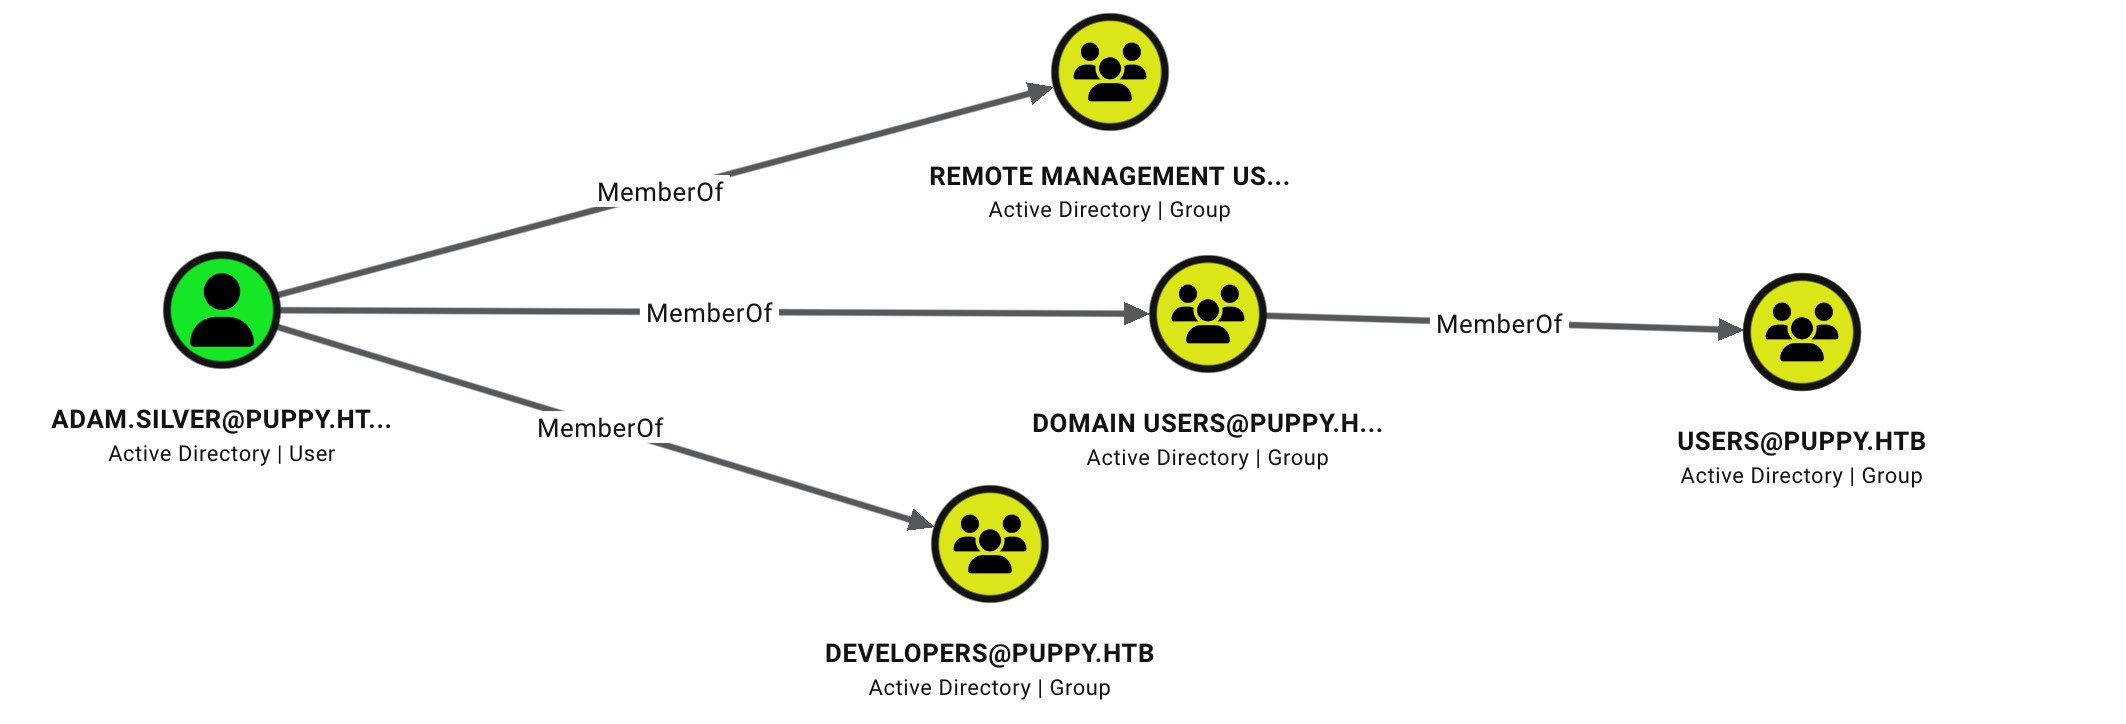 MemberOf
REMOTE MANAGEMENT US...
Active Directory | Group
MemberOf
MemberOf
ADAM.SILVER@PUPPY.HT...
Active Directory | User
DOMAIN USERS@PUPPY.H...
Active Directory | Group
USERS@PUPPY.HTB
Active Directory | Group
MemberOf
DEVELOPERS@PUPPY.HTB
Active Directory | Group